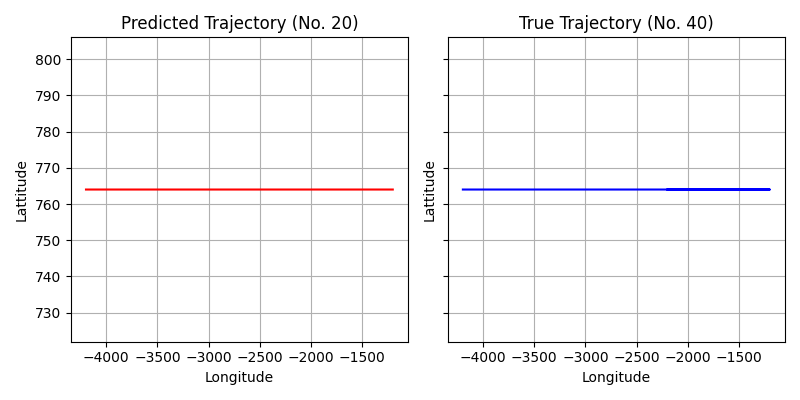 Predicted Trajectory (No. 20)
True Trajectory (No. 40)
800
790
780
770
760
750
740
730
Lattitude
Lattitude
−4000 −3500 −3000 −2500 −2000 −1500
−4000 −3500 −3000 −2500 −2000 −1500
Longitude
Longitude